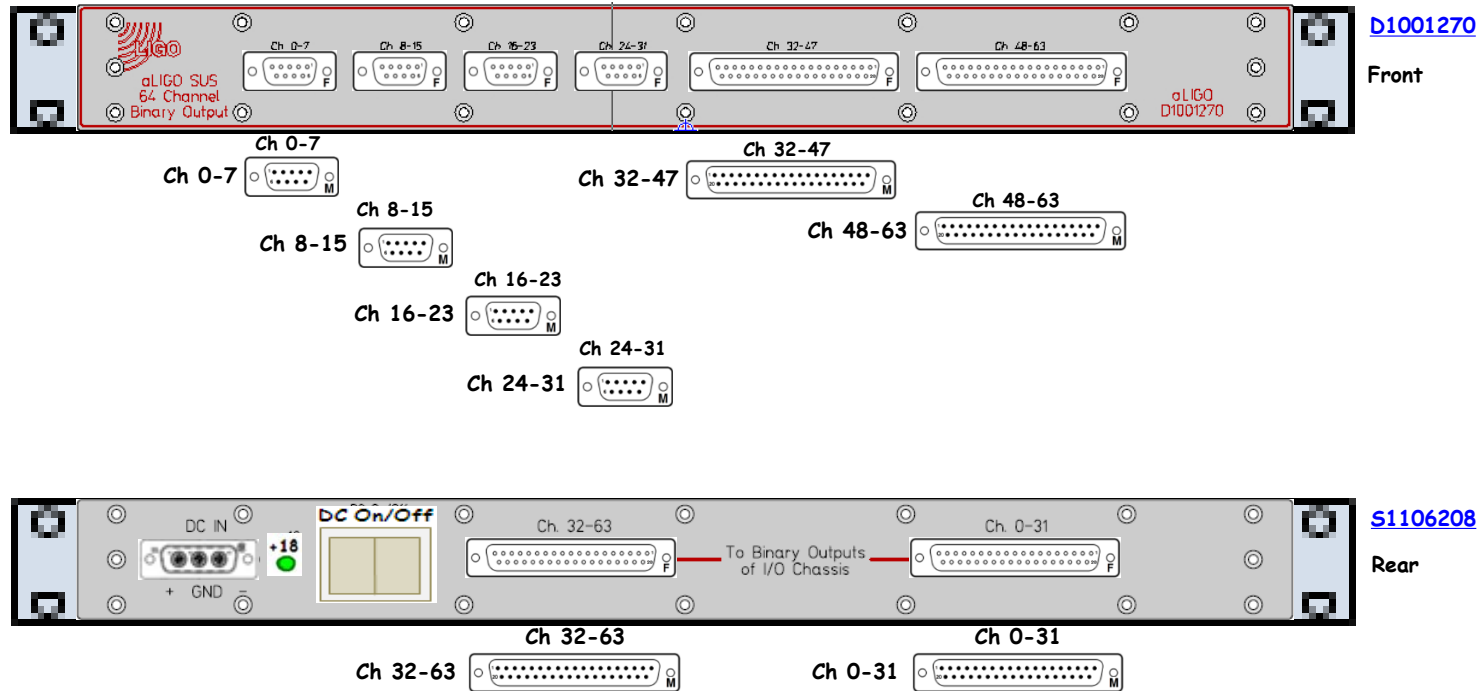 D1001270
Front
LIGO
aLIGO SUS
64 Channel
Binary Output
Ch 0-7
Ch 8-15
Ch 16-23
Ch 24-31
Ch 32-47
Ch 48-63
F
F
F
F
F
F
aLIGO
D1001270
Ch 0-7
Ch 0-7
M
Ch 8-15
Ch 8-15
M
Ch 16-23
Ch 16-23
M
Ch 24-31
Ch 24-31
M
Ch 32-47
Ch 32-47
M
Ch 48-63
Ch 48-63
M
S1106208
Rear
DC IN
+ GND -
+18
DC On/Off
Ch. 32-63
F
To Binary Outputs
of I/O Chassis
Ch. 0-31
F
Ch 32-63
Ch 32-63
M
Ch 0-31
Ch 0-31
M